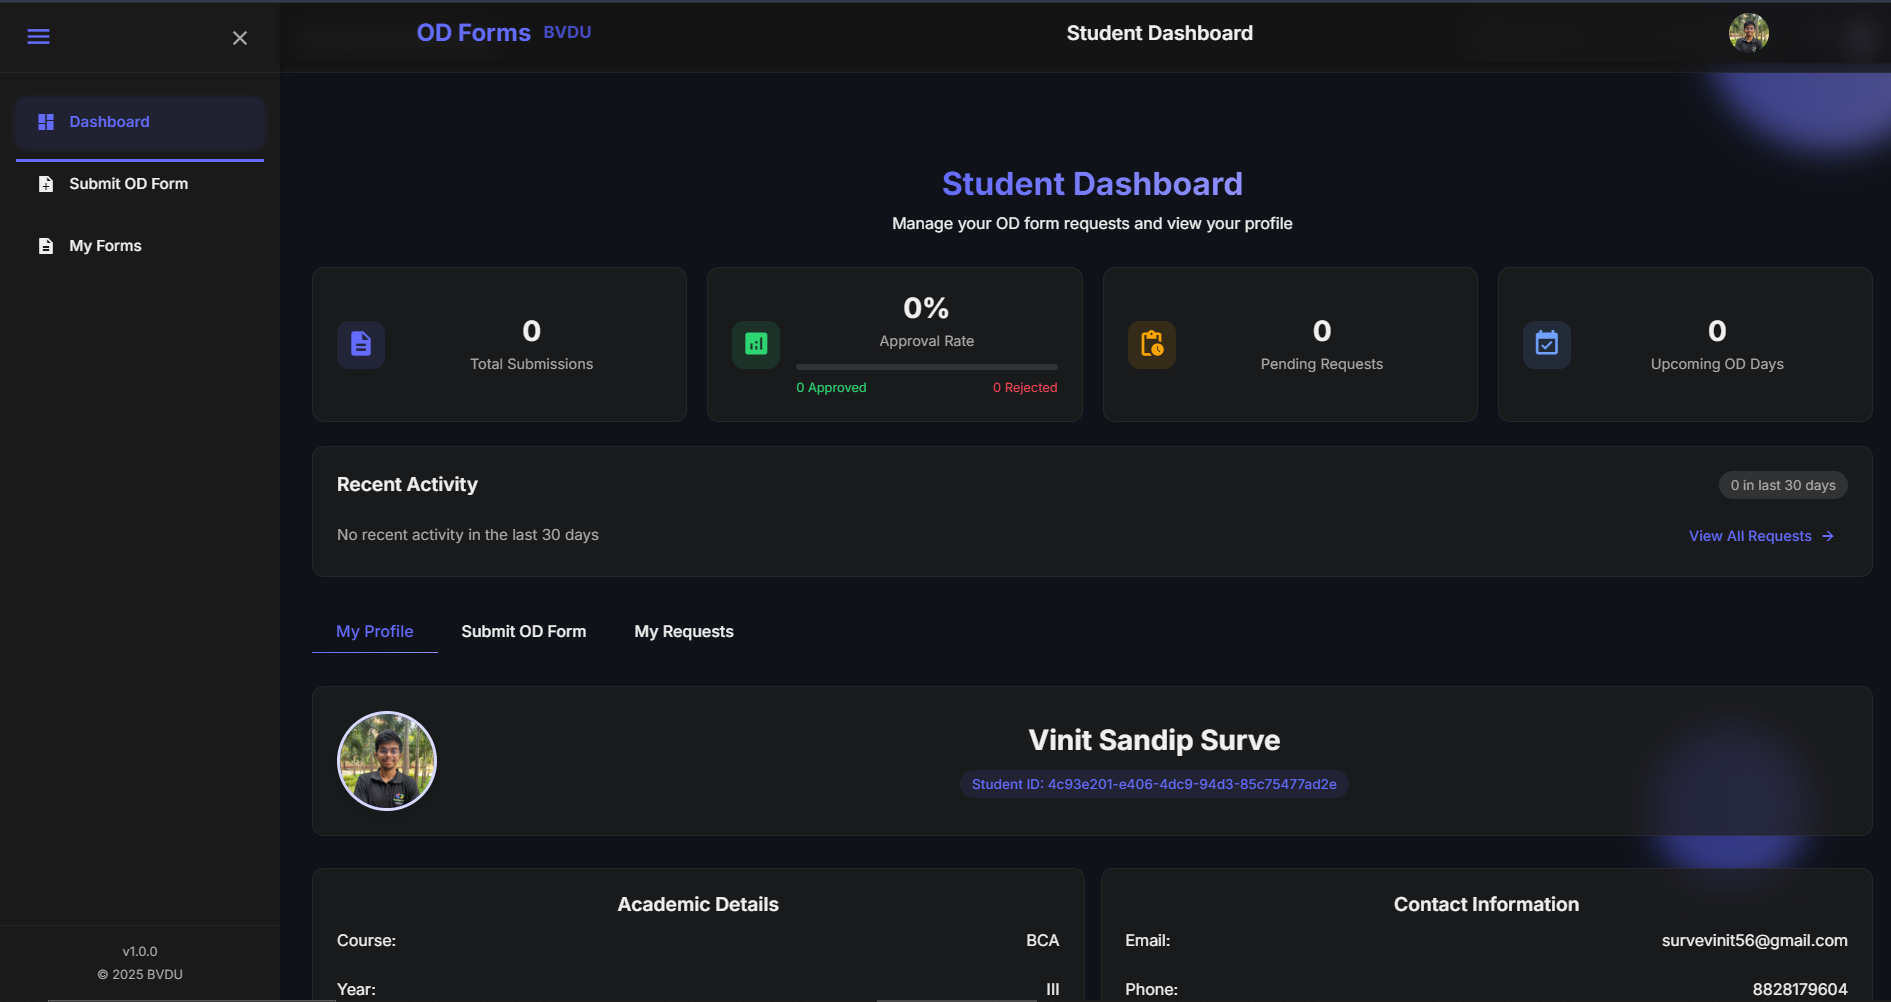 OD Forms BVDU
Student Dashboard
Dashboard
Submit OD Form
My Forms
v1.0.0
© 2025 BVDU
Student Dashboard
Manage your OD form requests and view your profile
0
Total Submissions
0%
Approval Rate
0 Approved
0 Rejected
0
Pending Requests
0
Upcoming OD Days
Recent Activity
0 in last 30 days
No recent activity in the last 30 days
View All Requests →
My Profile
Submit OD Form
My Requests
Vinit Sandip Surve
Student ID: 4c93e201-e406-4dc9-94d3-85c75477ad2e
Academic Details
Course: BCA
Year: III
Contact Information
Email: survevinit56@gmail.com
Phone: 8828179604